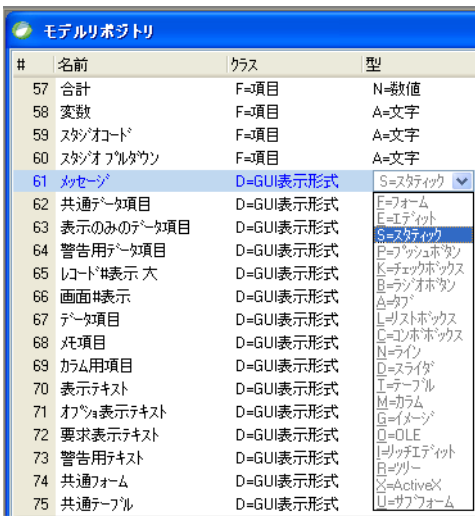 モデルリポジトリ
# 名前 クラス 型
57 合計 F=項目 N=数値
58 変数 F=項目 A=文字
59 スタジオコード F=項目 A=文字
60 スタジオ プルダウン F=項目 A=文字
61 メッセージ D=GUI表示形式 S=スタティック
62 共通データ項目 D=GUI表示形式
63 表示のみのデータ項目 D=GUI表示形式
64 警告用データ項目 D=GUI表示形式
65 レコード#表示 大 D=GUI表示形式
66 画面#表示 D=GUI表示形式
67 データ項目 D=GUI表示形式
68 メモ項目 D=GUI表示形式
69 カラム用項目 D=GUI表示形式
70 表示テキスト D=GUI表示形式
71 オプショ表示テキスト D=GUI表示形式
72 要求表示テキスト D=GUI表示形式
73 警告用テキスト D=GUI表示形式
74 共通フォーム D=GUI表示形式
75 共通テーブル D=GUI表示形式
F=フォーム
E=エディット
S=スタティック
P=プッシュボタン
K=チェックボックス
B=ラジオボタン
A=タブ
L=リストボックス
C=コンボボックス
N=ライン
D=スライダ
T=テーブル
M=カラム
G=イメージ
O=OLE
I=リッチエディット
R=ツリー
X=ActiveX
U=サブフォーム